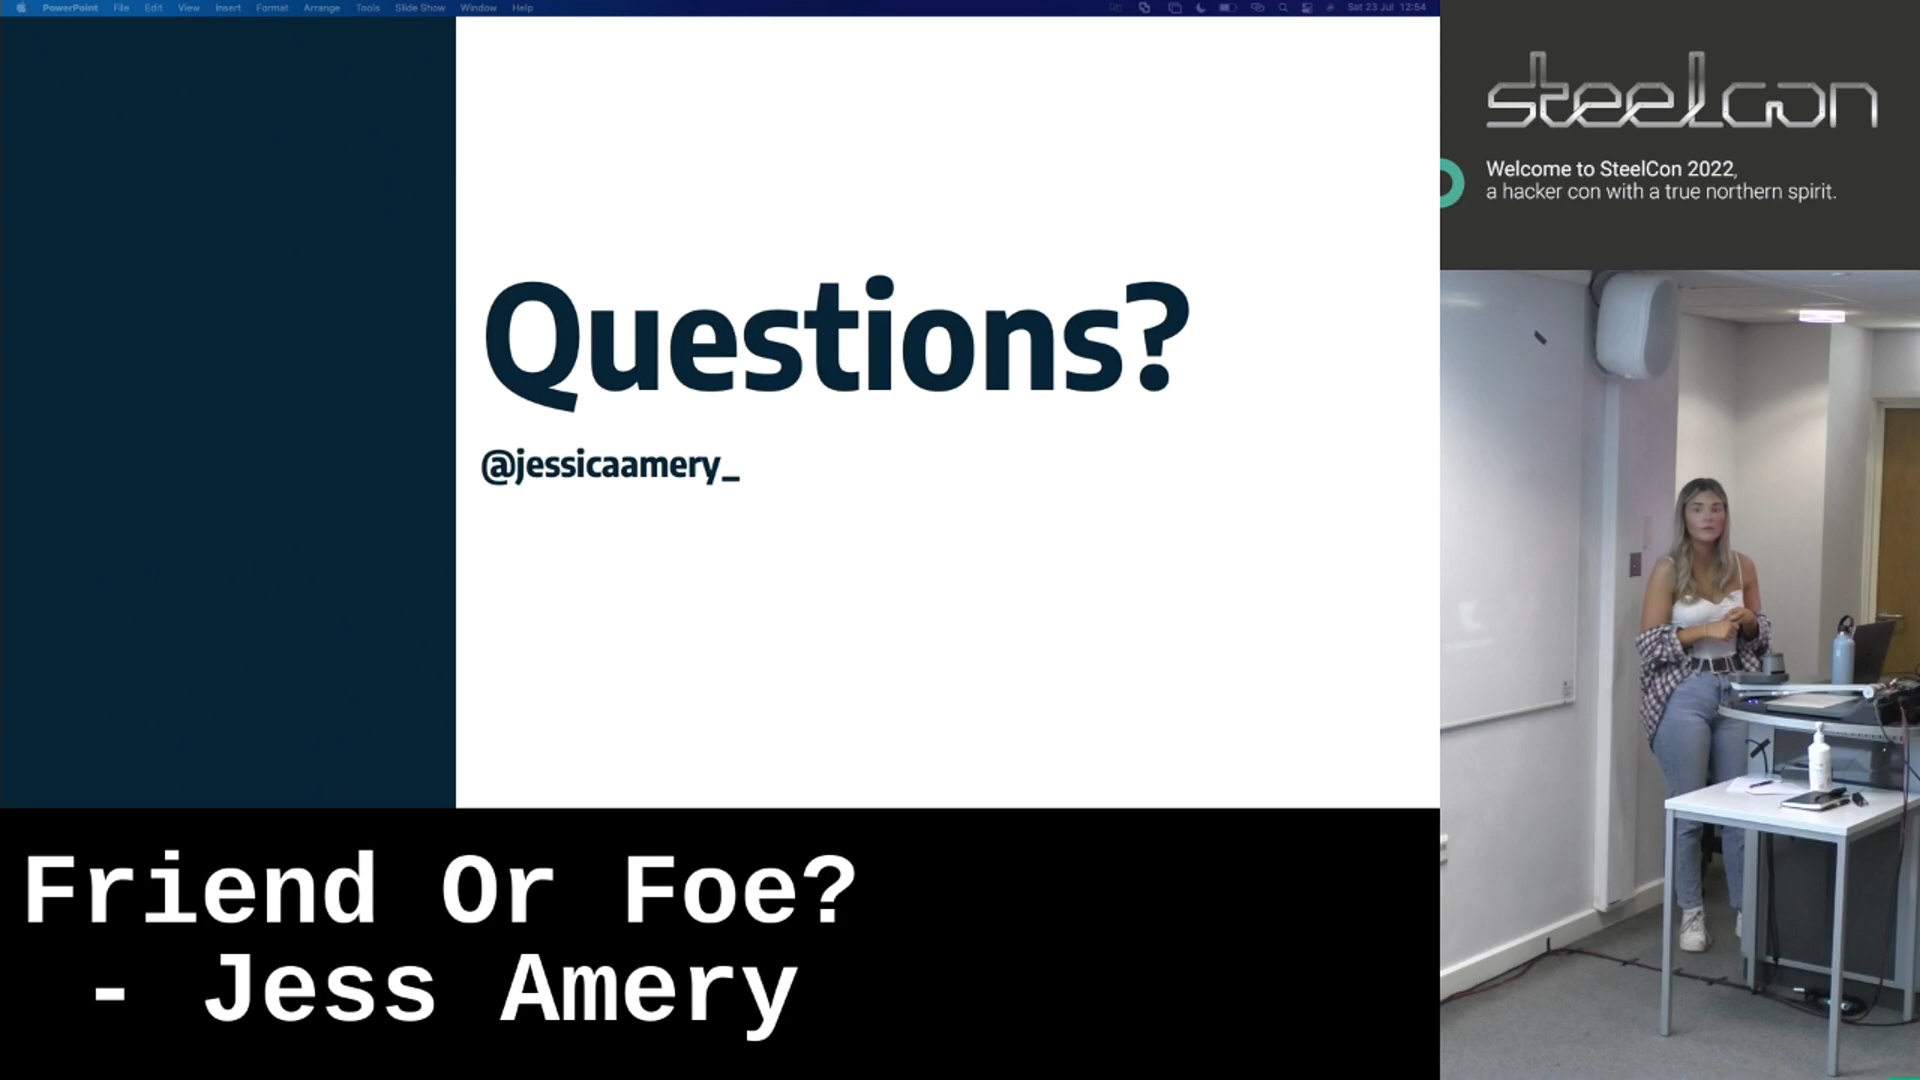 PowerPoint File Edit View Insert Format Arrange Tools Slide Show Window Help Sat 23 Jul 12:54
steelcon
Welcome to SteelCon 2022,
a hacker con with a true northern spirit.
Questions?
@jessicaamery_
Friend Or Foe?
- Jess Amery